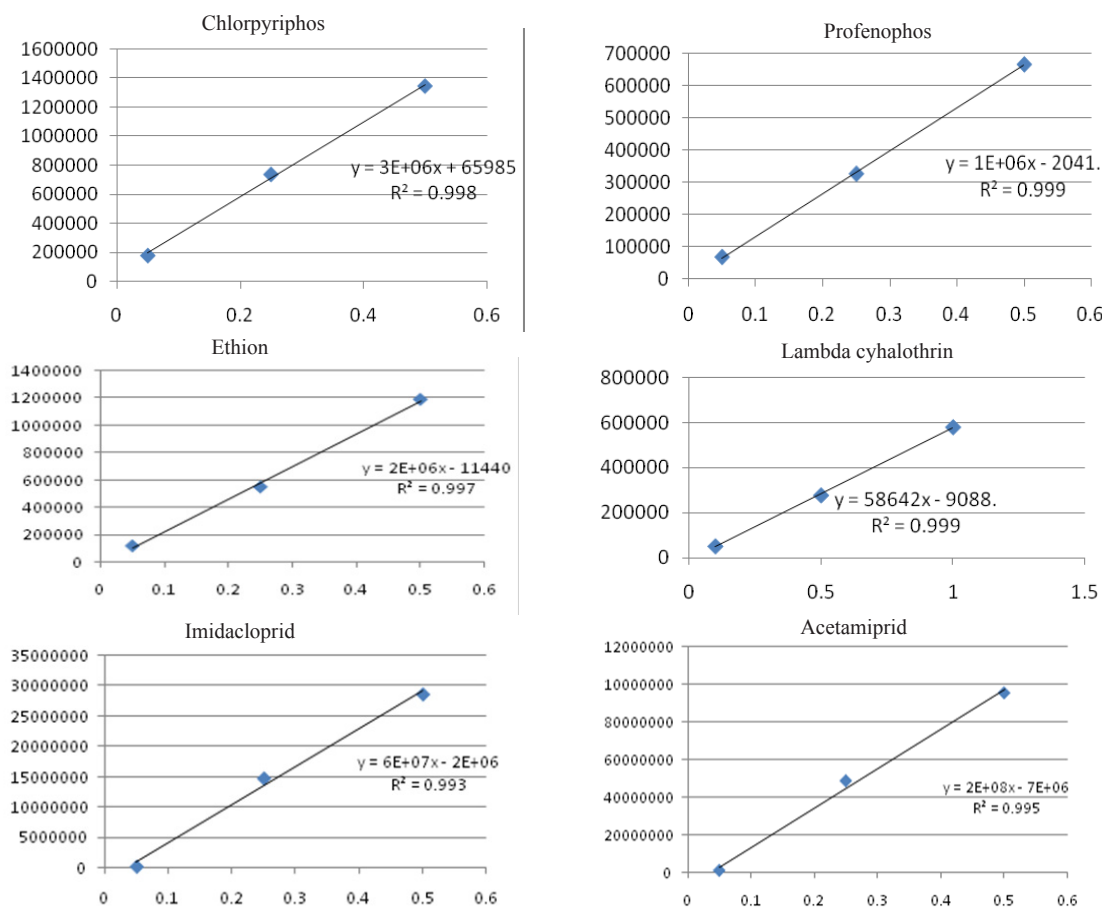 Chlorpyriphos
1600000
1400000
1200000
1000000
800000
600000
400000
200000
0
y = 3E+06x + 65985
R² = 0.998
0 0.2 0.4 0.6
Profenophos
700000
600000
500000
400000
300000
200000
100000
0
y = 1E+06x - 2041.
R² = 0.999
0 0.1 0.2 0.3 0.4 0.5 0.6
Ethion
1400000
1200000
1000000
800000
600000
400000
200000
0
y = 2E+06x - 11440
R² = 0.997
0 0.1 0.2 0.3 0.4 0.5 0.6
Lambda cyhalothrin
800000
600000
400000
200000
0
y = 58642x - 9088.
R² = 0.999
0 0.5 1 1.5
Imidacloprid
35000000
30000000
25000000
20000000
15000000
10000000
5000000
0
y = 6E+07x - 2E+06
R² = 0.993
0 0.1 0.2 0.3 0.4 0.5 0.6
Acetamiprid
12000000
10000000
80000000
60000000
40000000
20000000
0
y = 2E+08x - 7E+06
R² = 0.995
0 0.1 0.2 0.3 0.4 0.5 0.6